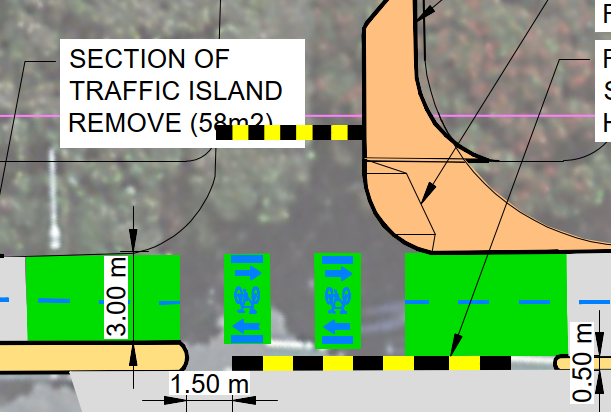 SECTION OF
TRAFFIC ISLAND
REMOVE (58m2)
3.00 m
1.50 m
0.50 m
F
F
S
H